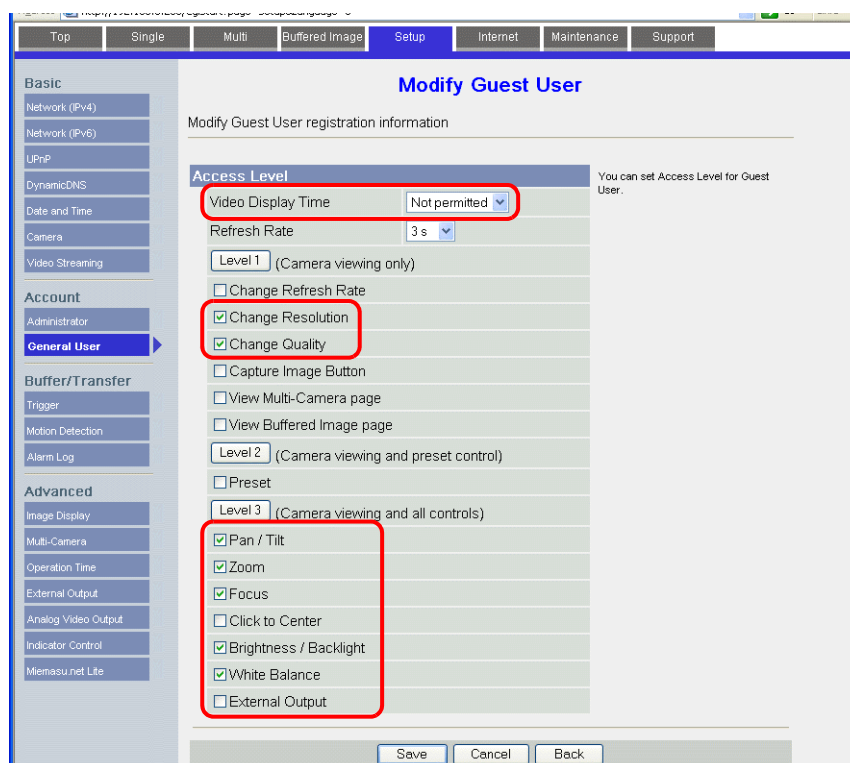 Top Single Multi Buffered Image Setup Internet Maintenance Support
Basic
Network (IPv4)
Network (IPv6)
UPnP
DynamicDNS
Date and Time
Camera
Video Streaming
Account
Administrator
General User
Buffer/Transfer
Trigger
Motion Detection
Alarm Log
Advanced
Image Display
Multi-Camera
Operation Time
External Output
Analog Video Output
Indicator Control
Miemasu.net Lite
Modify Guest User
Modify Guest User registration information
Access Level
Video Display Time Not permitted
Refresh Rate 3 s
Level 1 (Camera viewing only)
Change Refresh Rate
Change Resolution
Change Quality
Capture Image Button
View Multi-Camera page
View Buffered Image page
Level 2 (Camera viewing and preset control)
Preset
Level 3 (Camera viewing and all controls)
Pan / Tilt
Zoom
Focus
Click to Center
Brightness / Backlight
White Balance
External Output
You can set Access Level for Guest
User.
Save Cancel Back